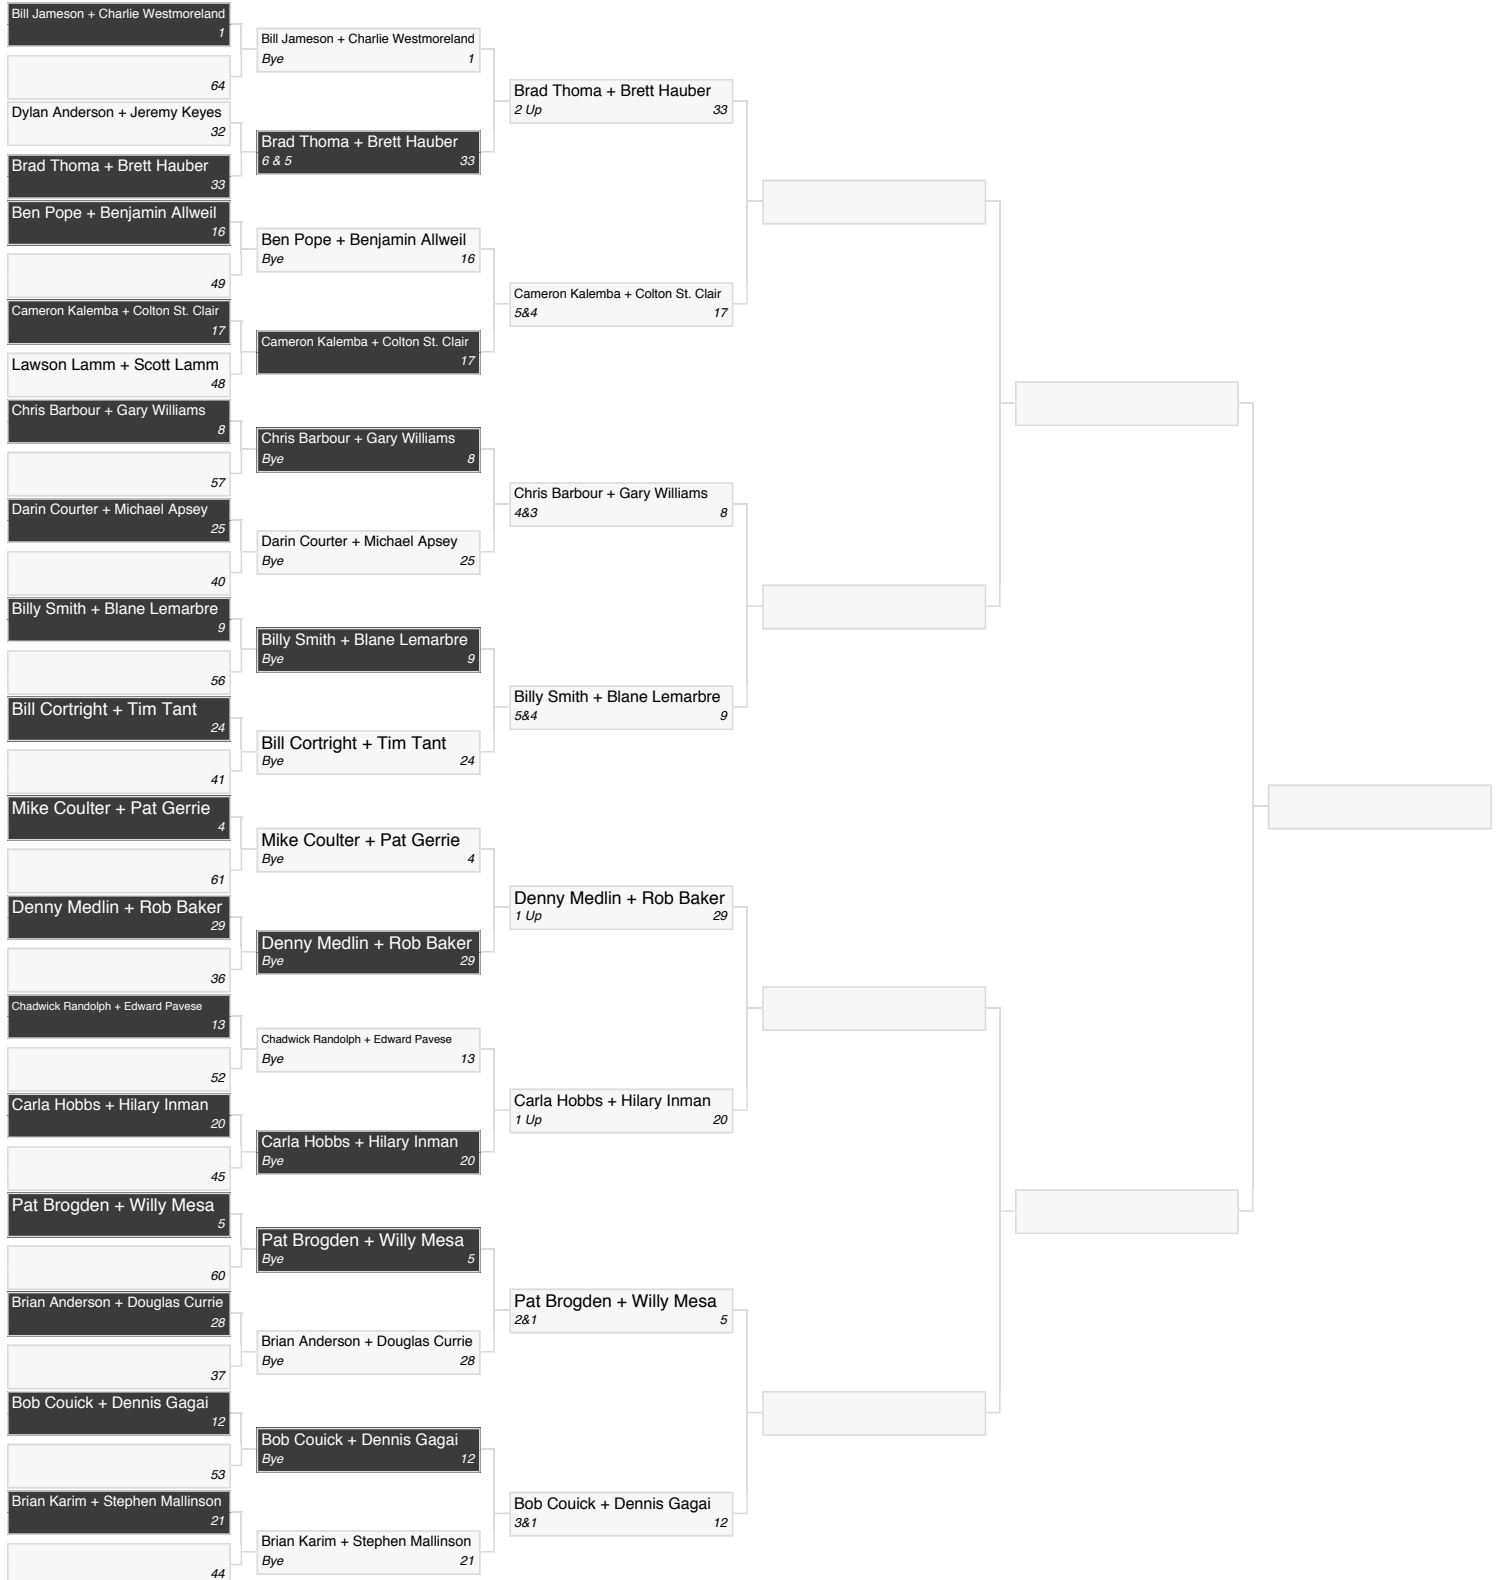 Bill Jameson + Charlie Westmoreland
1
64
Dylan Anderson + Jeremy Keyes
32
Brad Thoma + Brett Hauber
33
Ben Pope + Benjamin Allweil
16
49
Cameron Kalemba + Colton St. Clair
17
Lawson Lamm + Scott Lamm
48
Chris Barbour + Gary Williams
8
57
Darin Courter + Michael Apsey
25
40
Billy Smith + Blane Lemarbre
9
56
Bill Cortright + Tim Tant
24
41
Mike Coulter + Pat Gerrie
4
61
Denny Medlin + Rob Baker
29
36
Chadwick Randolph + Edward Pavese
13
52
Carla Hobbs + Hilary Inman
20
45
Pat Brogden + Willy Mesa
5
60
Brian Anderson + Douglas Currie
28
37
Bob Couick + Dennis Gagai
12
53
Brian Karim + Stephen Mallinson
21
44
Bill Jameson + Charlie Westmoreland
Bye 1
Brad Thoma + Brett Hauber
6 & 5 33
Ben Pope + Benjamin Allweil
Bye 16
Cameron Kalemba + Colton St. Clair
17
Chris Barbour + Gary Williams
Bye 8
Darin Courter + Michael Apsey
Bye 25
Billy Smith + Blane Lemarbre
Bye 9
Bill Cortright + Tim Tant
Bye 24
Mike Coulter + Pat Gerrie
Bye 4
Denny Medlin + Rob Baker
Bye 29
Chadwick Randolph + Edward Pavese
Bye 13
Carla Hobbs + Hilary Inman
Bye 20
Pat Brogden + Willy Mesa
Bye 5
Brian Anderson + Douglas Currie
Bye 28
Bob Couick + Dennis Gagai
Bye 12
Brian Karim + Stephen Mallinson
Bye 21
Brad Thoma + Brett Hauber
2 Up 33
Cameron Kalemba + Colton St. Clair
5&4 17
Chris Barbour + Gary Williams
4&3 8
Billy Smith + Blane Lemarbre
5&4 9
Denny Medlin + Rob Baker
1 Up 29
Carla Hobbs + Hilary Inman
1 Up 20
Pat Brogden + Willy Mesa
2&1 5
Bob Couick + Dennis Gagai
3&1 12